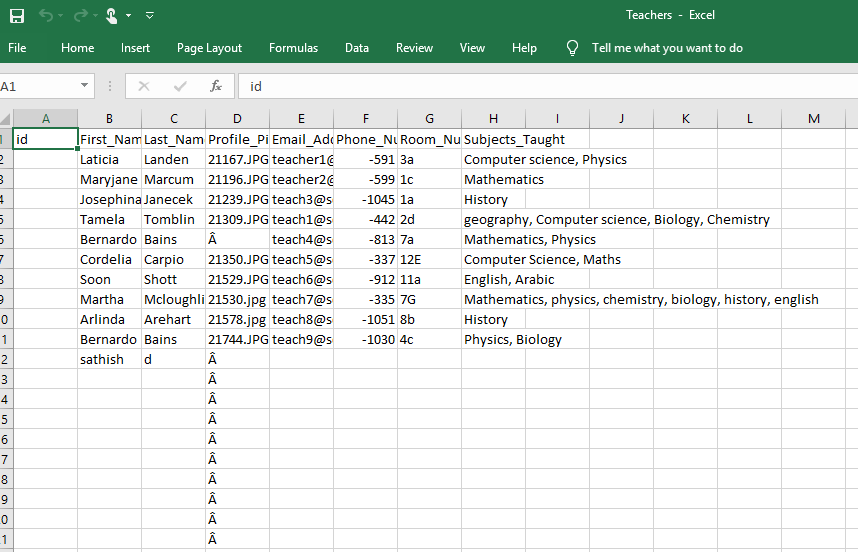 Teachers - Excel
File Home Insert Page Layout Formulas Data Review View Help Tell me what you want to do
A1 fx id
A B C D E F G H I J K L M
1 id First_Nam Last_Name Profile_Pi Email_Add Phone_Nu Room_Nu Subjects_Taught
2 Laticia Landen 21167.JPG teacher1@ -591 3a Computer science, Physics
3 Maryjane Marcum 21196.JPG teacher2@ -599 1c Mathematics
4 Josephina Janecek 21239.JPG teach3@s -1045 1a History
5 Tamela Tomblin 21309.JPG teach1@s -442 2d geography, Computer science, Biology, Chemistry
6 Bernardo Bains Â teach4@s -813 7a Mathematics, Physics
7 Cordelia Carpio 21350.JPG teach5@s -337 12E Computer Science, Maths
8 Soon Shott 21529.JPG teach6@s -912 11a English, Arabic
9 Martha Mcloughli 21530.jpg teach7@s -335 7G Mathematics, physics, chemistry, biology, history, english
0 Arlinda Arehart 21578.jpg teach8@s -1051 8b History
1 Bernardo Bains 21744.JPG teach9@s -1030 4c Physics, Biology
2 sathish d Â
3 Â
4 Â
5 Â
6 Â
7 Â
8 Â
9 Â
0 Â
1 Â